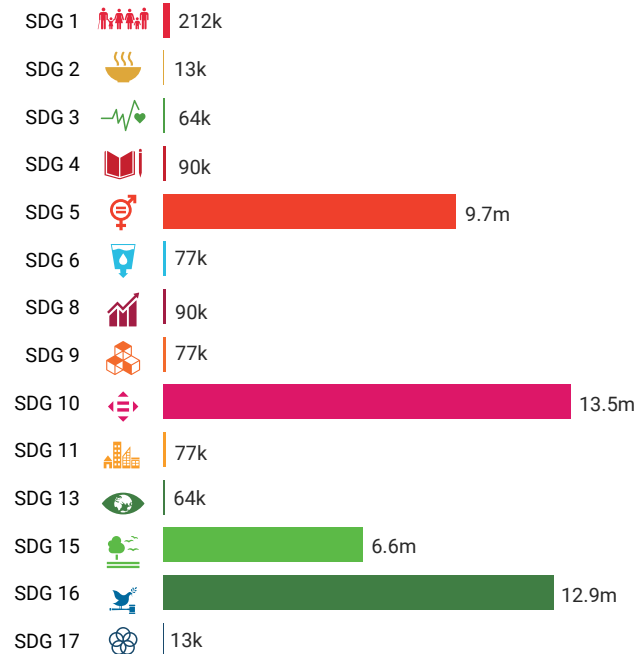 SDG 1 212k
SDG 2 13k
SDG 3 64k
SDG 4 90k
SDG 5 9.7m
SDG 6 77k
SDG 8 90k
SDG 9 77k
SDG 10 13.5m
SDG 11 77k
SDG 13 64k
SDG 15 6.6m
SDG 16 12.9m
SDG 17 13k